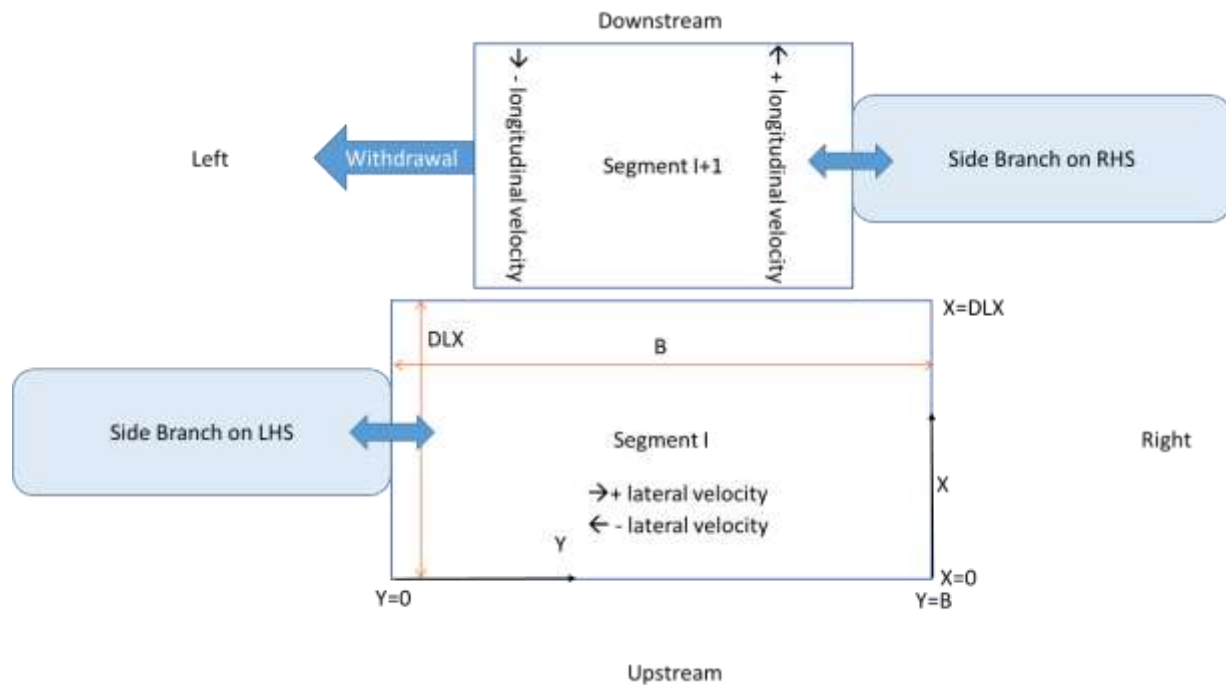 Downstream
- longitudinal velocity
+ longitudinal velocity
Left
Withdrawal
Segment I+1
Side Branch on RHS
X=DLX
DLX
B
Side Branch on LHS
Segment I
Right
X
+ lateral velocity
- lateral velocity
Y
X=0
Y=0
Y=B
Upstream